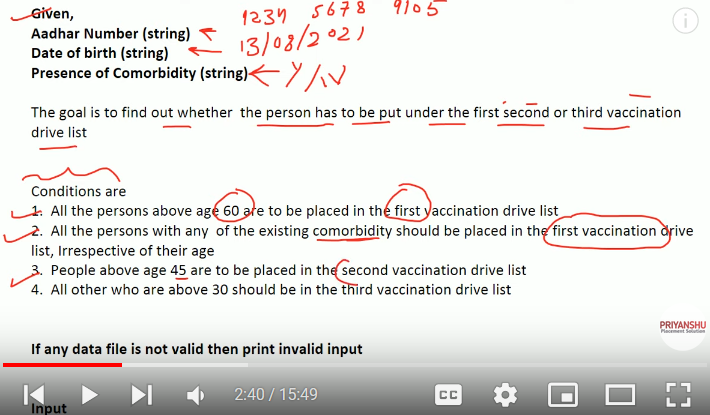 Given,
1234 5678 9105
Aadhar Number (string)
13/08/2021
Date of birth (string)
Presence of Comorbidity (string) Y/N
The goal is to find out whether the person has to be put under the first second or third vaccination
drive list
Conditions are
1. All the persons above age 60 are to be placed in the first vaccination drive list
2. All the persons with any of the existing comorbidity should be placed in the first vaccination drive
list, Irrespective of their age
3. People above age 45 are to be placed in the second vaccination drive list
4. All other who are above 30 should be in the third vaccination drive list
PRIYANSHU
Placement Solution
If any data file is not valid then print invalid input
2:40 / 15:49
CC
Input
i